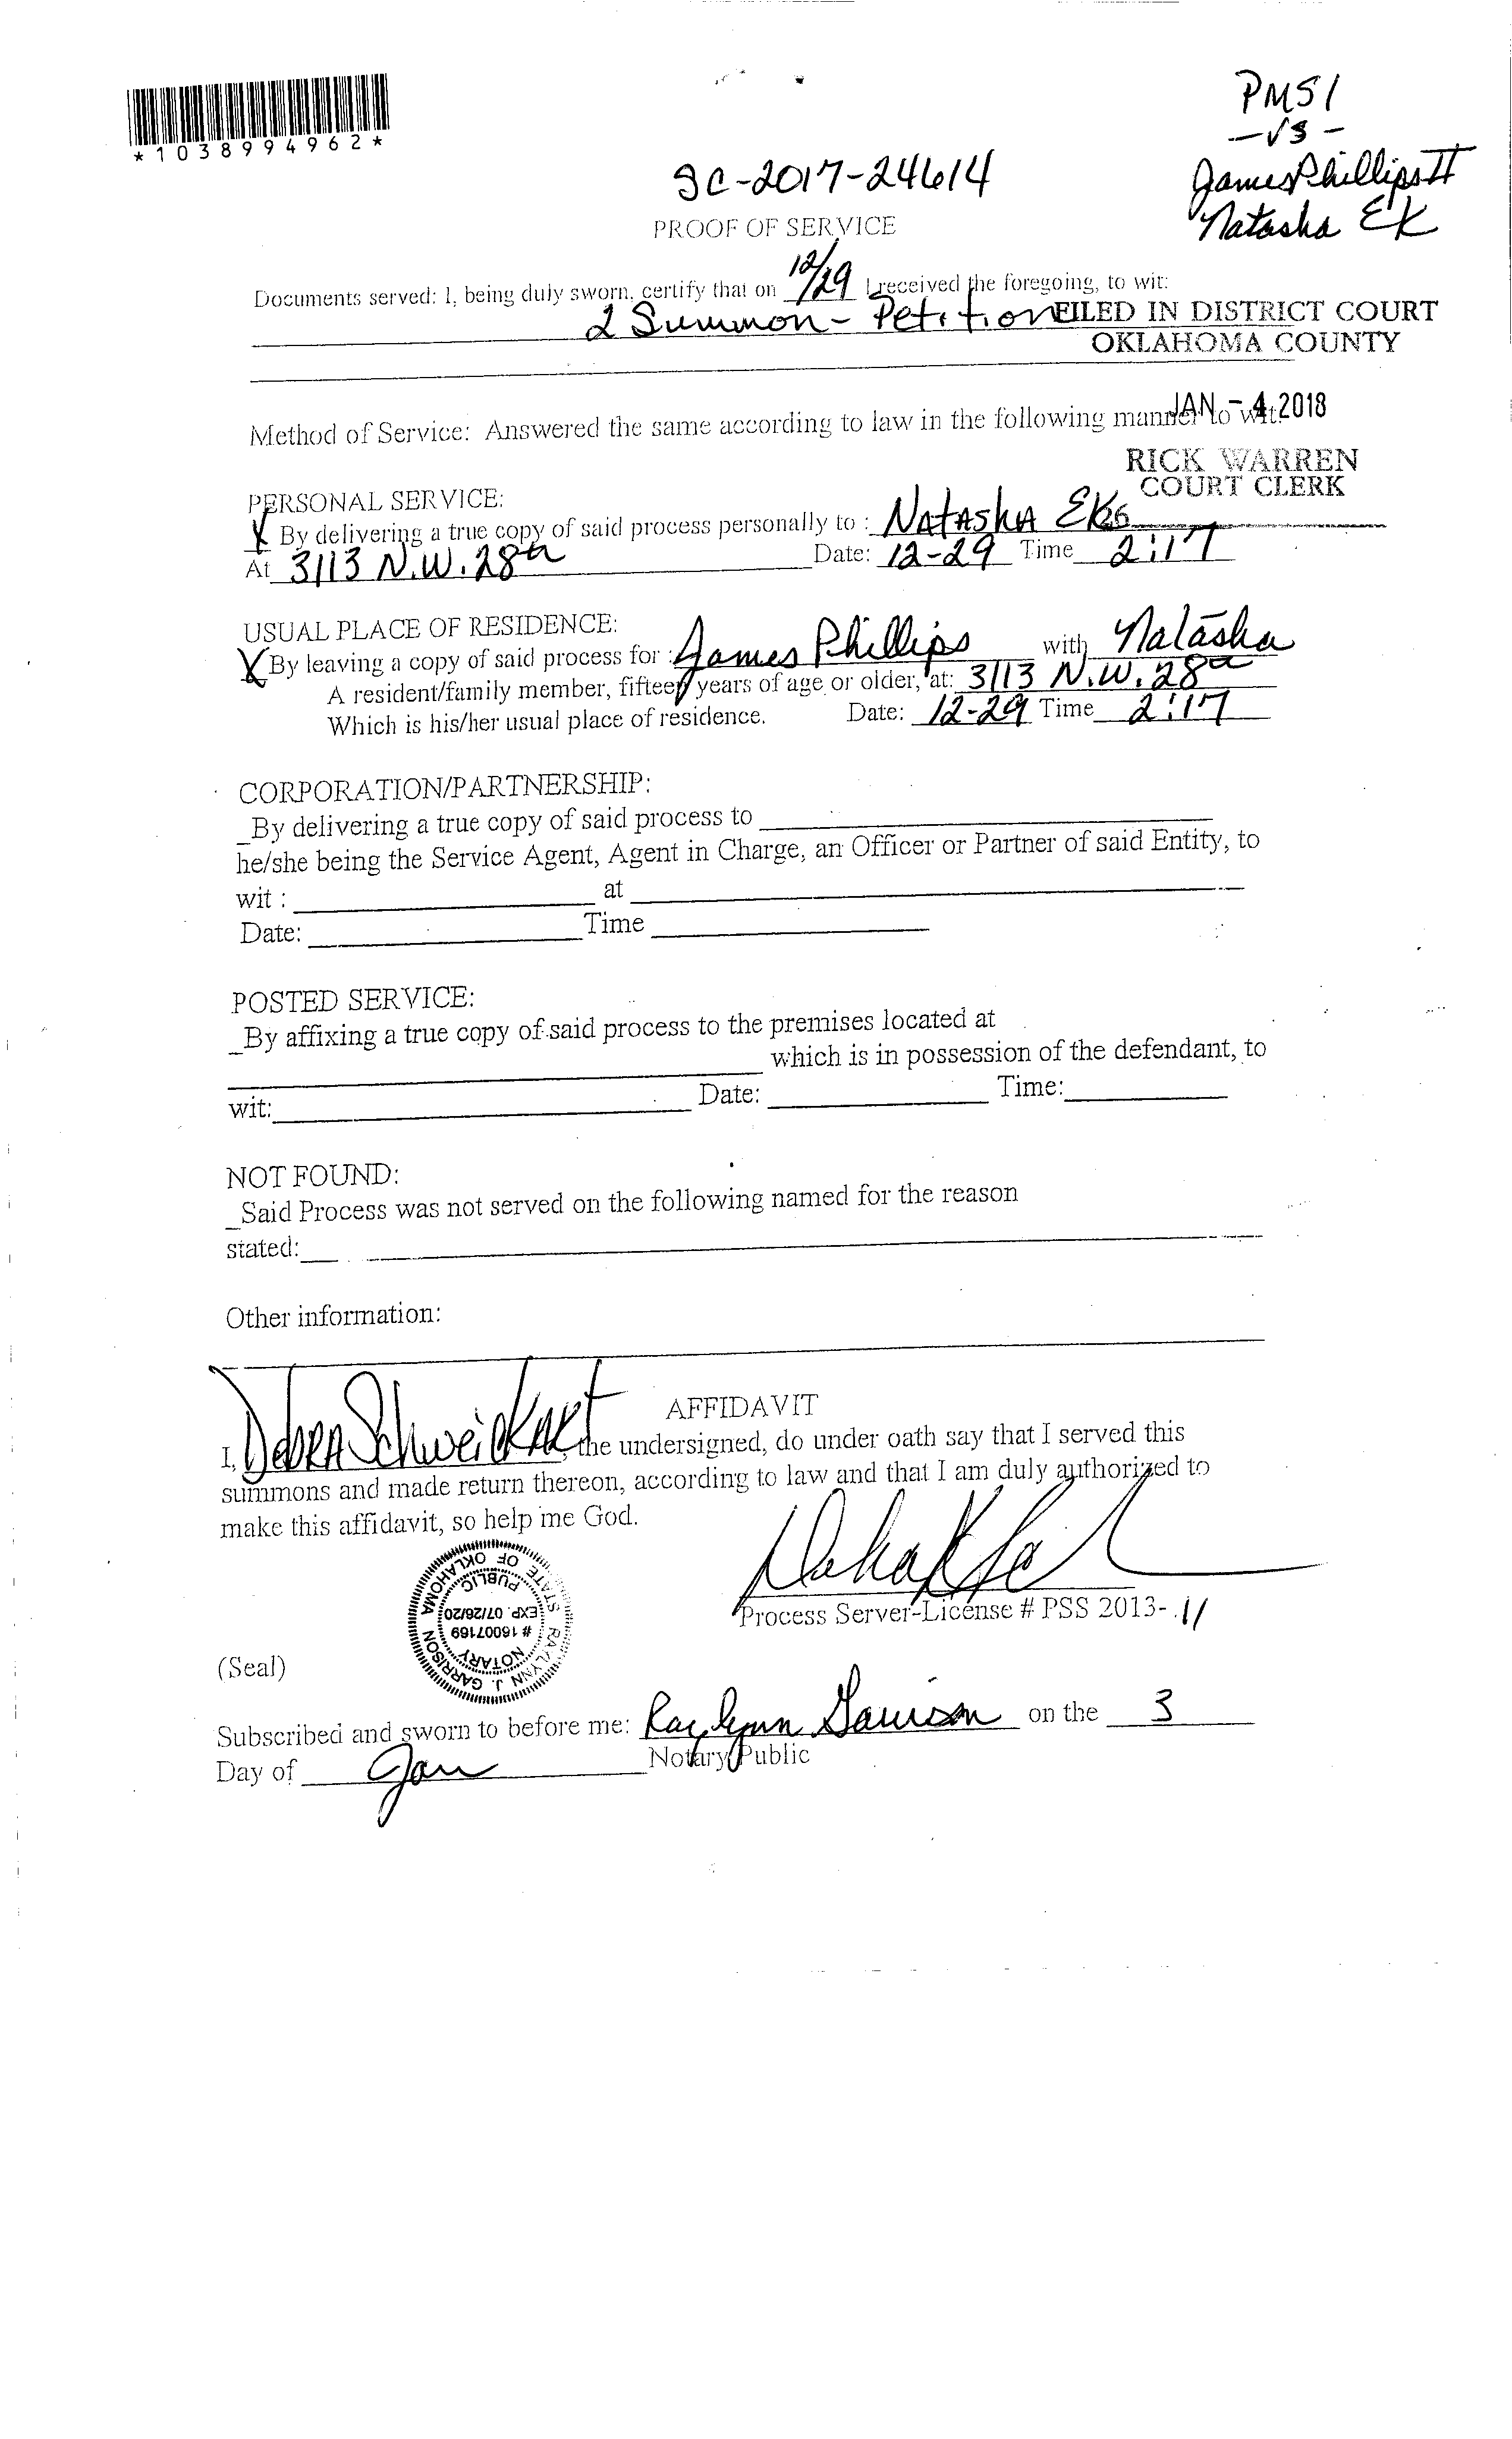 *1038994962*
PMSI
-VS-
James Phillips II
Natasha Ek
SC-2017-24614
PROOF OF SERVICE
Documents served: I, being duly sworn, certify that on 12/29 I received the foregoing, to wit:
2 Summon - Petition
FILED IN DISTRICT COURT
OKLAHOMA COUNTY
JAN - 4 2018
Method of Service: Answered the same according to law in the following manner to wit:
RICK WARREN
COURT CLERK
PERSONAL SERVICE:
X By delivering a true copy of said process personally to : Natasha
At 3113 N.W. 28th Date: 12-29 Time 2:17
USUAL PLACE OF RESIDENCE:
X By leaving a copy of said process for : James Phillips with Natasha
A resident/family member, fifteen years of age or older, at: 3113 N.W. 28th
Which is his/her usual place of residence. Date: 12-29 Time 2:17
CORPORATION/PARTNERSHIP:
_By delivering a true copy of said process to
he/she being the Service Agent, Agent in Charge, an Officer or Partner of said Entity, to
wit : at
Date: Time
POSTED SERVICE:
_By affixing a true copy of said process to the premises located at
which is in possession of the defendant, to
wit: Date: Time:
NOT FOUND:
_Said Process was not served on the following named for the reason
stated:
Other information:
AFFIDAVIT
I, Debra Schweickart the undersigned, do under oath say that I served this
summons and made return thereon, according to law and that I am duly authorized to
make this affidavit, so help me God.
Process Server-License # PSS 2013- 11
RAYLYNN J. GARRISON
NOTARY
# 16007169
EXP. 07/26/20
PUBLIC
STATE OF OKLAHOMA
(Seal)
Subscribed and sworn to before me: Raylynn Garrison on the 3
Notary Public
Day of Jan